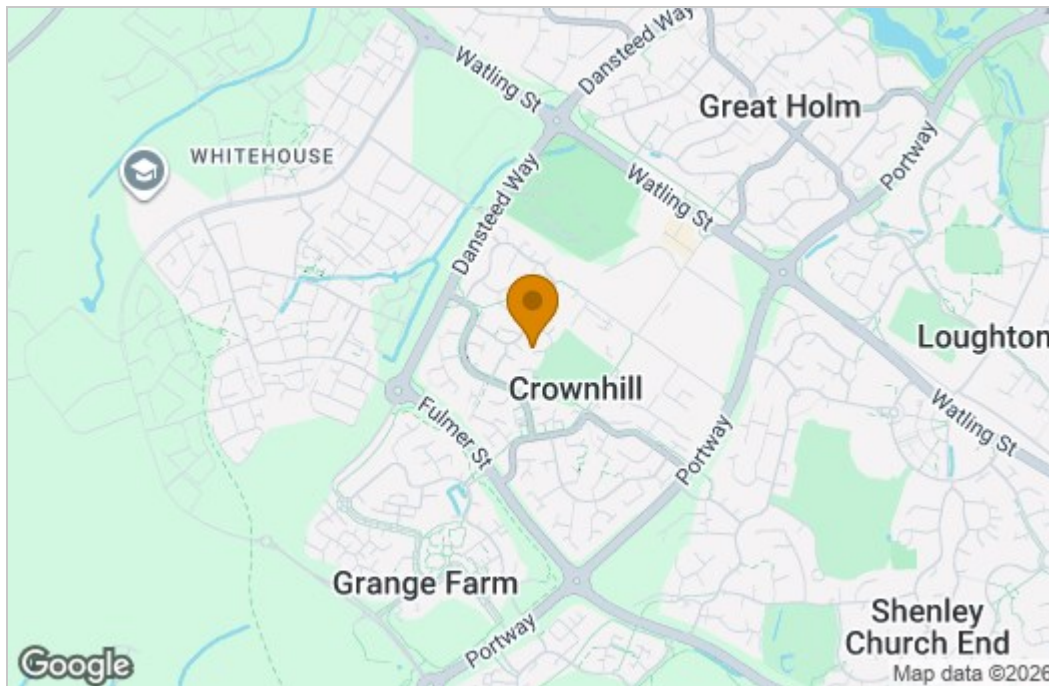 Watling St
Dansteed Way
Great Holm
Portway
WHITEHOUSE
Dansteed Way
Watling St
Loughton
Crownhill
Fulmer St
Portway
Watling St
Grange Farm
Shenley
Church End
Portway
Google
Map data ©2026